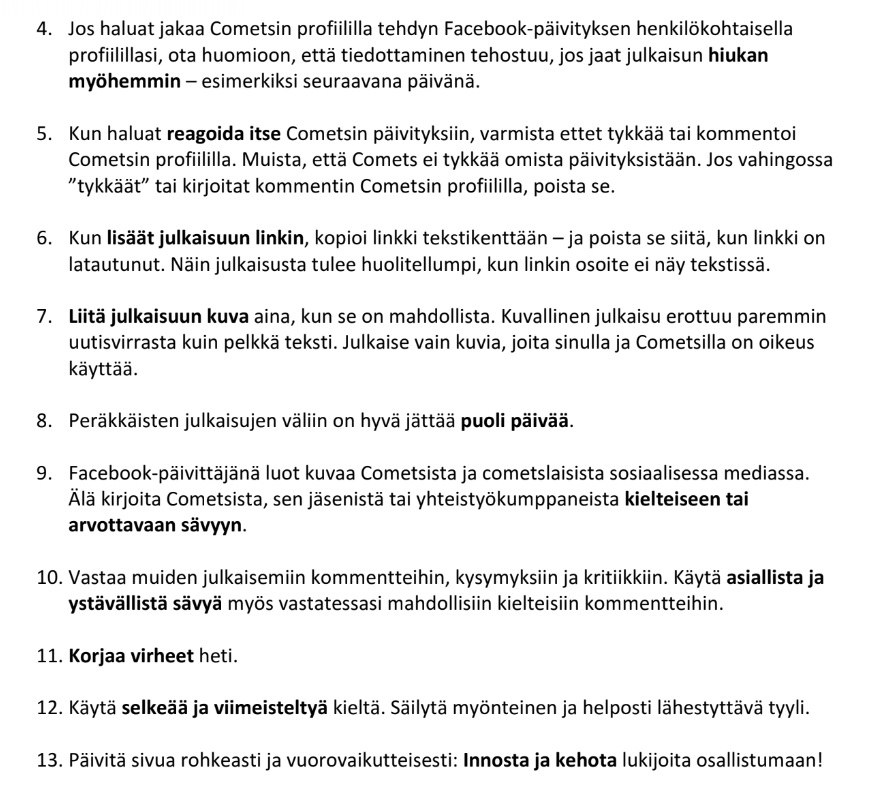 4. Jos haluat jakaa Cometsin profiililla tehdyn Facebook-päivityksen henkilökohtaisella
profiilillasi, ota huomioon, että tiedottaminen tehostuu, jos jaat julkaisun hiukan
myöhemmin – esimerkiksi seuraavana päivänä.
5. Kun haluat reagoida itse Cometsin päivityksiin, varmista ettet tykkää tai kommentoi
Cometsin profiililla. Muista, että Comets ei tykkää omista päivityksistään. Jos vahingossa
”tykkäät” tai kirjoitat kommentin Cometsin profiililla, poista se.
6. Kun lisäät julkaisuun linkin, kopioi linkki tekstikenttään – ja poista se siitä, kun linkki on
latautunut. Näin julkaisusta tulee huolitellumpi, kun linkin osoite ei näy tekstissä.
7. Liitä julkaisuun kuva aina, kun se on mahdollista. Kuvallinen julkaisu erottuu paremmin
uutisvirrasta kuin pelkkä teksti. Julkaise vain kuvia, joita sinulla ja Cometsilla on oikeus
käyttää.
8. Peräkkäisten julkaisujen väliin on hyvä jättää puoli päivää.
9. Facebook-päivittäjänä luot kuvaa Cometsista ja cometslaisista sosiaalisessa mediassa.
Älä kirjoita Cometsista, sen jäsenistä tai yhteistyökumppaneista kielteiseen tai
arvottavaan sävyyn.
10. Vastaa muiden julkaisemiin kommentteihin, kysymyksiin ja kritiikkiin. Käytä asiallista ja
ystävällistä sävyä myös vastatessasi mahdollisiin kielteisiin kommentteihin.
11. Korjaa virheet heti.
12. Käytä selkeää ja viimeisteltyä kieltä. Säilytä myönteinen ja helposti lähestyttävä tyyli.
13. Päivitä sivua rohkeasti ja vuorovaikutteisesti: Innosta ja kehota lukijoita osallistumaan!